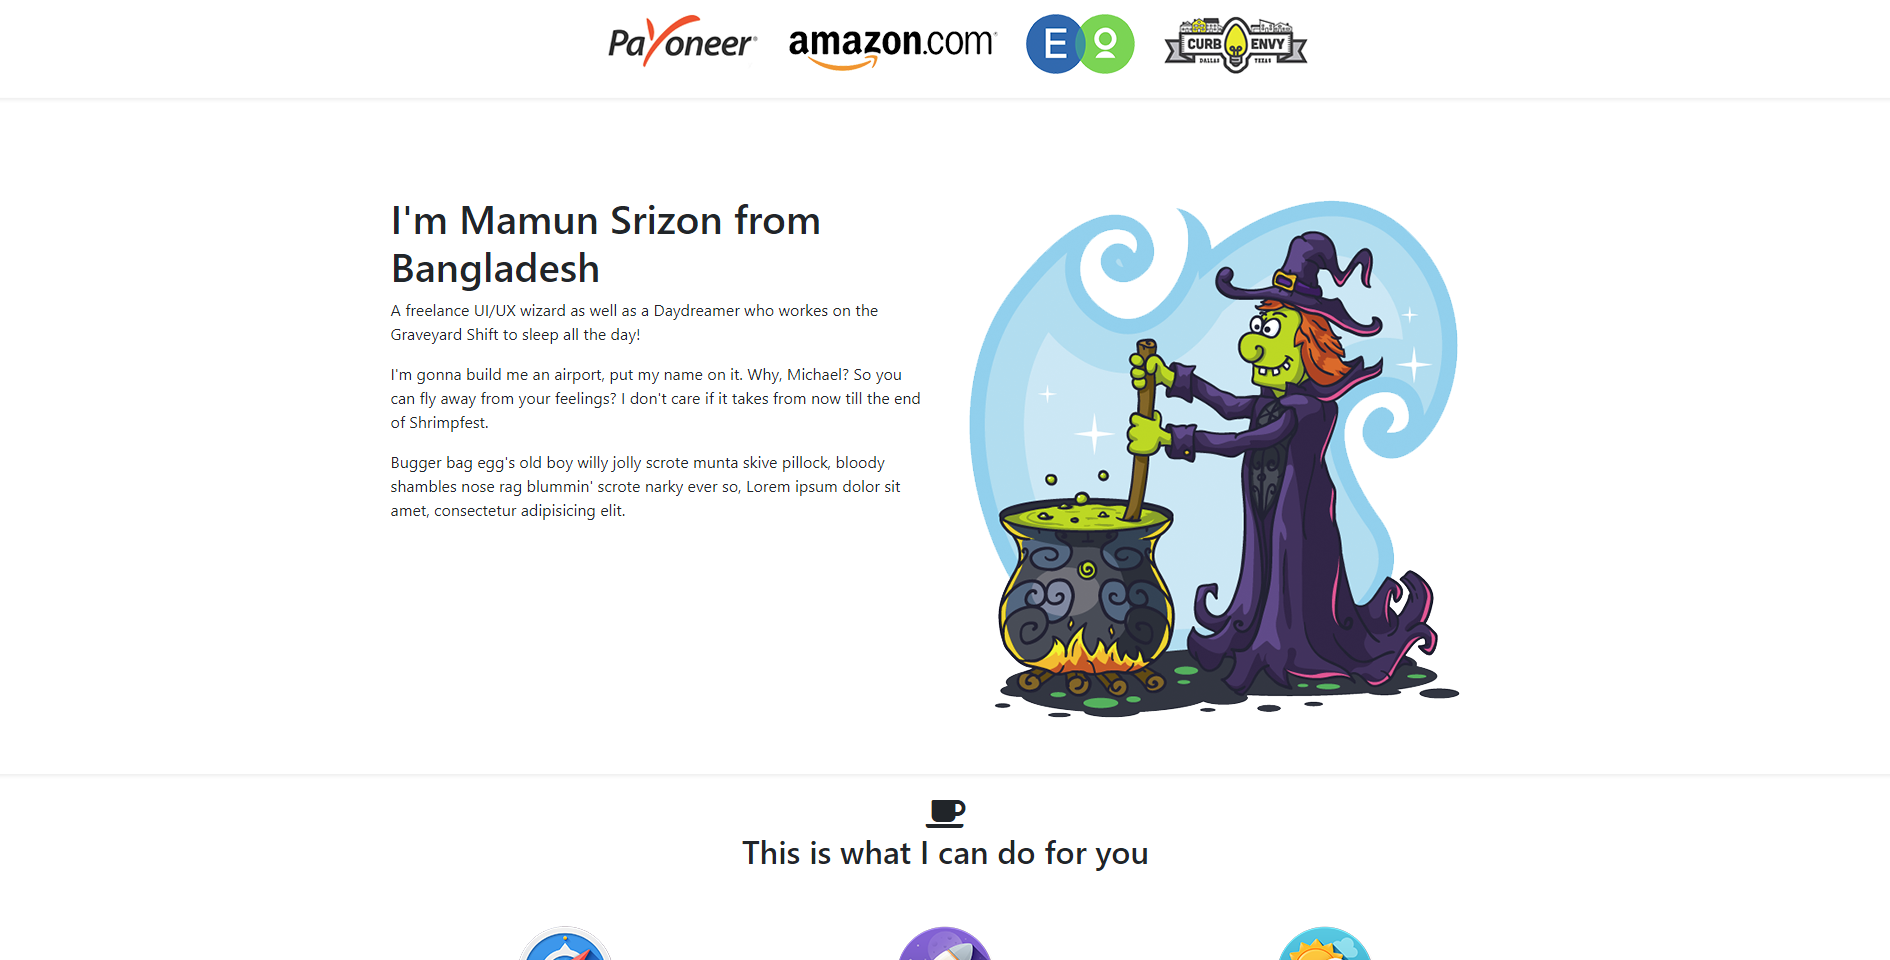 Payoneer
amazon.com
E
CURB ENVY
DALLAS TEXAS
I'm Mamun Srizon from
Bangladesh
A freelance UI/UX wizard as well as a Daydreamer who workes on the
Graveyard Shift to sleep all the day!
I'm gonna build me an airport, put my name on it. Why, Michael? So you
can fly away from your feelings? I don't care if it takes from now till the end
of Shrimpfest.
Bugger bag egg's old boy willy jolly scrote munta skive pillock, bloody
shambles nose rag blummin' scrote narky ever so, Lorem ipsum dolor sit
amet, consectetur adipisicing elit.
This is what I can do for you